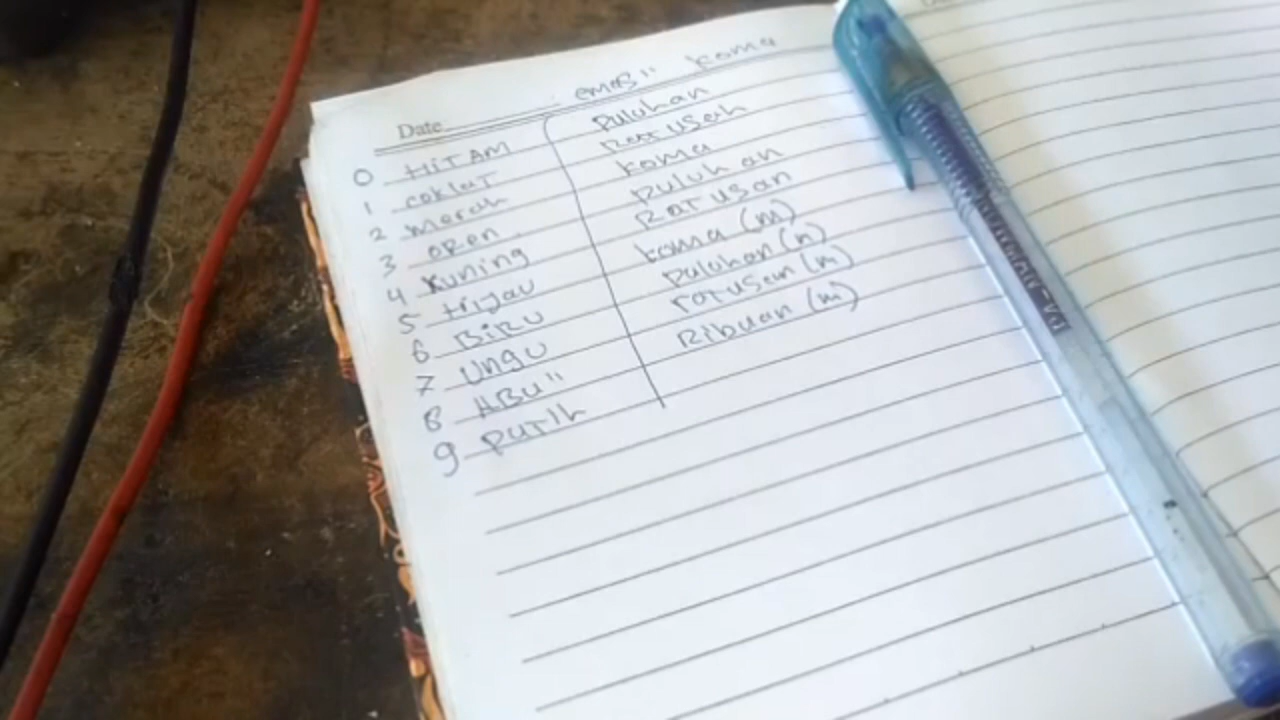 Date
emas" koma
0 HITAM Puluhan
1 coklat Ratusah
2 merah koma
3 oren puluhan
4 Kuning Ratusan
5 Hijau koma (m)
6 BIRU puluhan (m)
7 Ungu ratusan (m)
8 ABU" Ribuan (m)
9 Putih